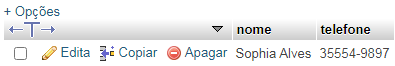 + Opções
nome telefone
Edita Copiar Apagar Sophia Alves 35554-9897